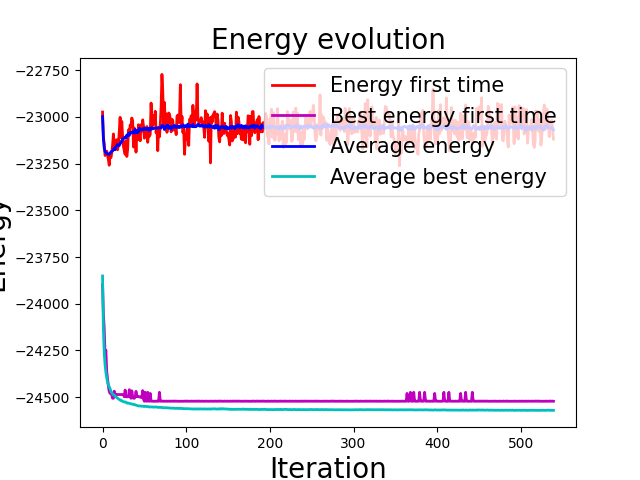 Energy evolution
Energy
−22750
−23000
−23250
−23500
−23750
−24000
−24250
−24500
Energy first time
Best energy first time
Average energy
Average best energy
0 100 200 300 400 500
Iteration